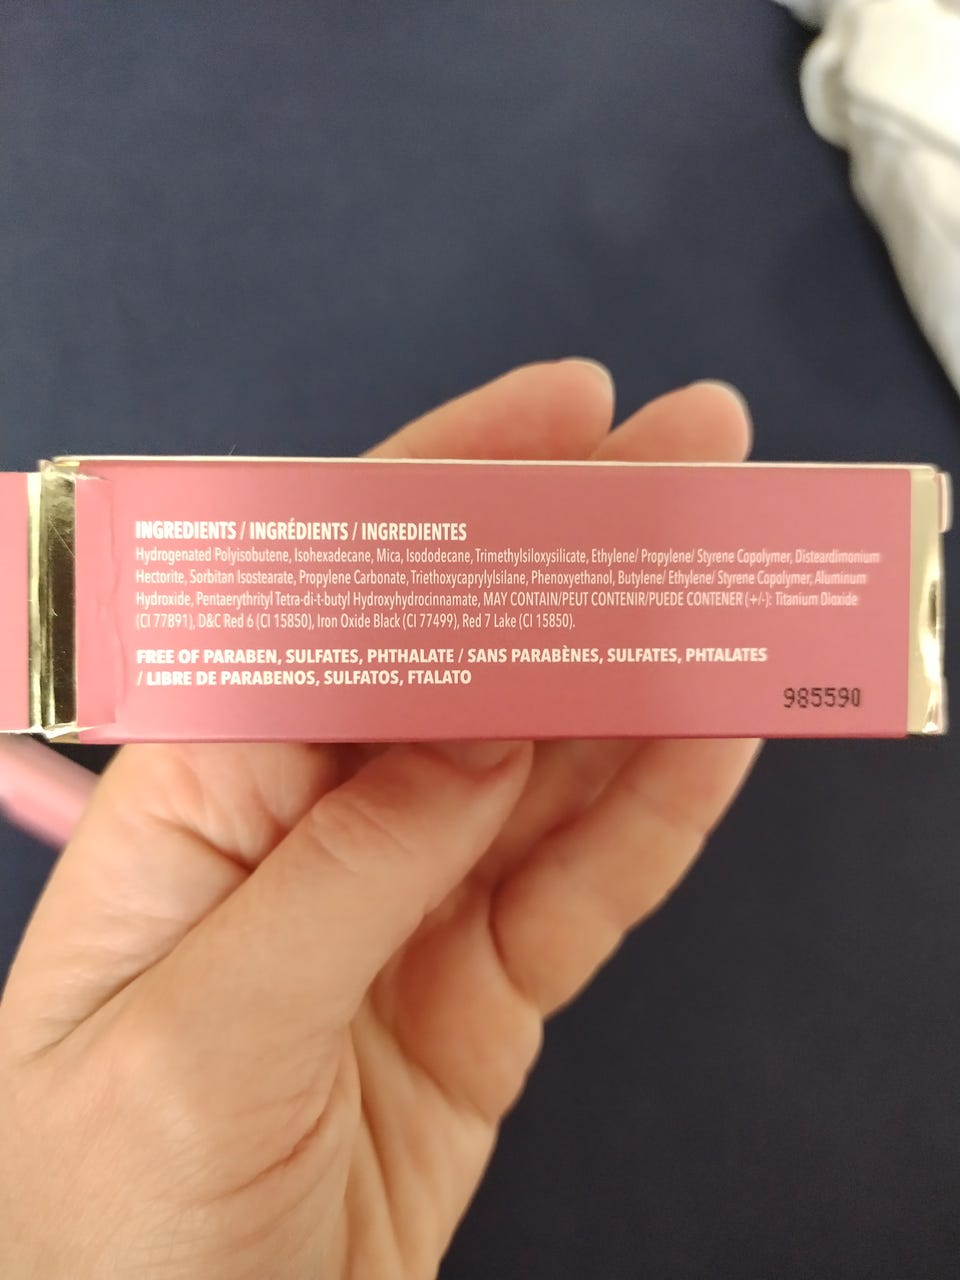 INGREDIENTS / INGRÉDIENTS / INGREDIENTES
Hydrogenated Polyisobutene, Isohexadecane, Mica, Isododecane, Trimethylsiloxysilicate, Ethylene/ Propylene/ Styrene Copolymer, Disteardimonium
Hectorite, Sorbitan Isostearate, Propylene Carbonate, Triethoxycaprylylsilane, Phenoxyethanol, Butylene/ Ethylene/ Styrene Copolymer, Aluminum
Hydroxide, Pentaerythrityl Tetra-di-t-butyl Hydroxyhydrocinnamate, MAY CONTAIN/PEUT CONTENIR/PUEDE CONTENER (+/-): Titanium Dioxide
(CI 77891), D&C Red 6 (CI 15850), Iron Oxide Black (CI 77499), Red 7 Lake (CI 15850).
FREE OF PARABEN, SULFATES, PHTHALATE / SANS PARABÈNES, SULFATES, PHTALATES
/ LIBRE DE PARABENOS, SULFATOS, FTALATO
985590